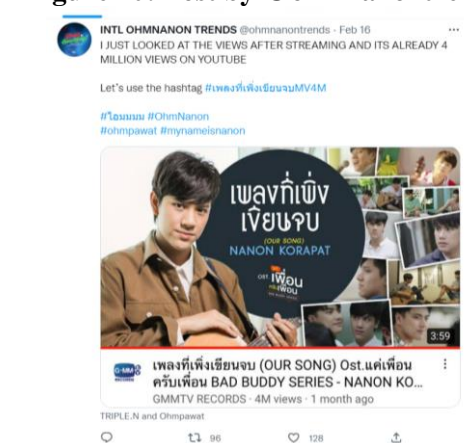 INTL OHMNANON TRENDS @ohmnanontrends · Feb 16
I JUST LOOKED AT THE VIEWS AFTER STREAMING AND ITS ALREADY 4
MILLION VIEWS ON YOUTUBE
Let's use the hashtag #เพลงที่เพิ่งเขียนจบMV4M
#โอมนนน #OhmNanon
#ohmpawat #mynameisnanon
เพลงที่เพิ่ง
เขียนจบ
(OUR SONG)
NANON KORAPAT
OST เพื่อน
เพื่อน
3:59
เพลงที่เพิ่งเขียนจบ (OUR SONG) Ost.แค่เพื่อน
ครับเพื่อน BAD BUDDY SERIES - NANON KO...
GMMTV RECORDS · 4M views · 1 month ago
TRIPLE.N and Ohmpawat
96
128